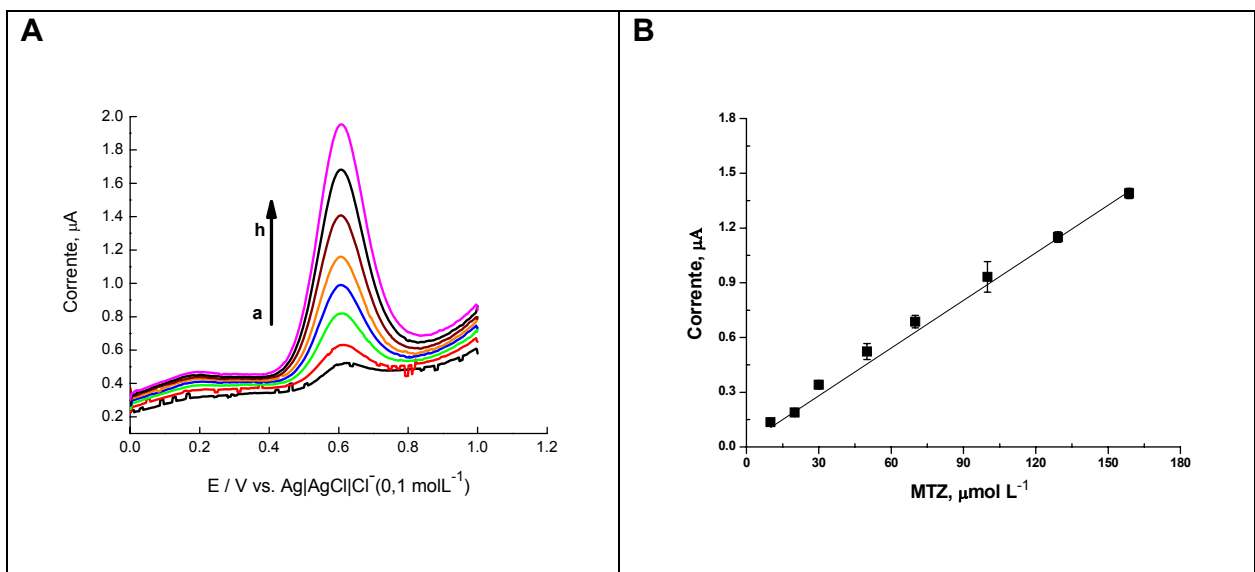 A
2.0
1.8
1.6
1.4
1.2
1.0
0.8
0.6
0.4
0.2
Corrente, μA
h
a
0.0 0.2 0.4 0.6 0.8 1.0 1.2
E / V vs. Ag|AgCl|Cl⁻(0,1 molL⁻¹)
B
1.8
1.5
1.2
0.9
0.6
0.3
0.0
Corrente, μA
0 30 60 90 120 150 180
MTZ, μmol L⁻¹